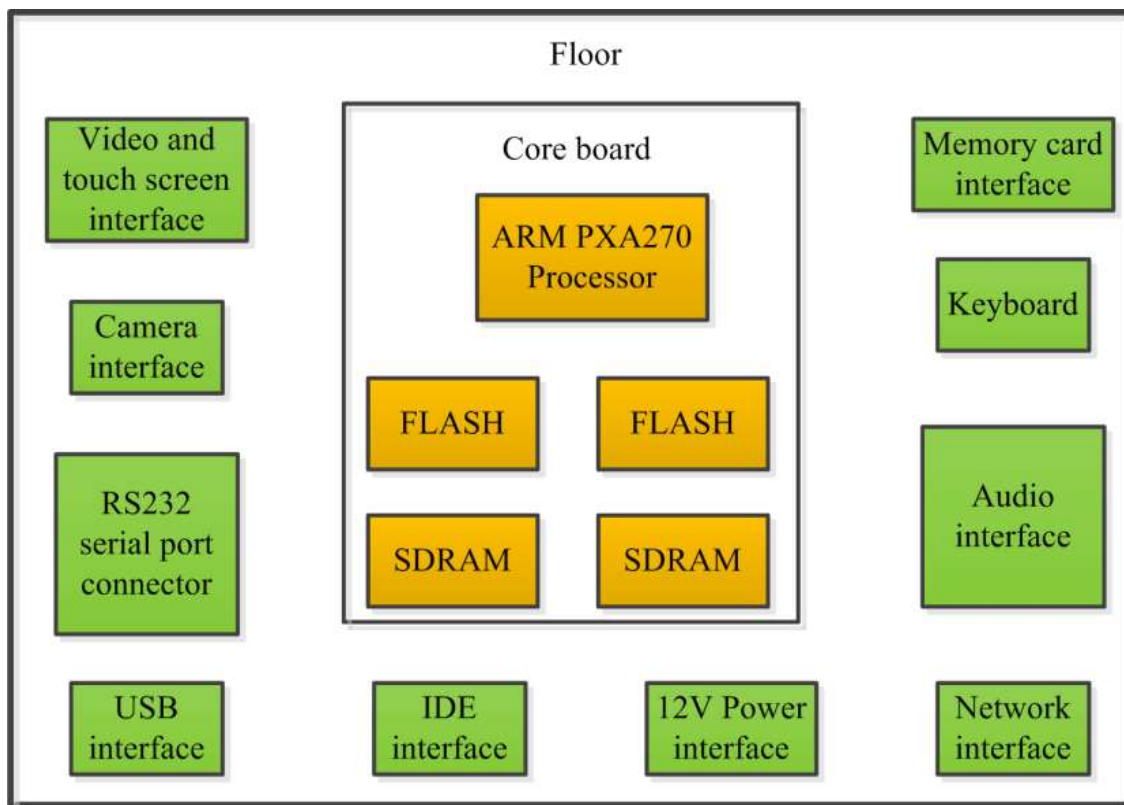 Floor
Video and
touch screen
interface
Core board
Memory card
interface
ARM PXA270
Processor
Keyboard
Camera
interface
FLASH
FLASH
RS232
serial port
connector
Audio
interface
SDRAM
SDRAM
USB
interface
IDE
interface
12V Power
interface
Network
interface